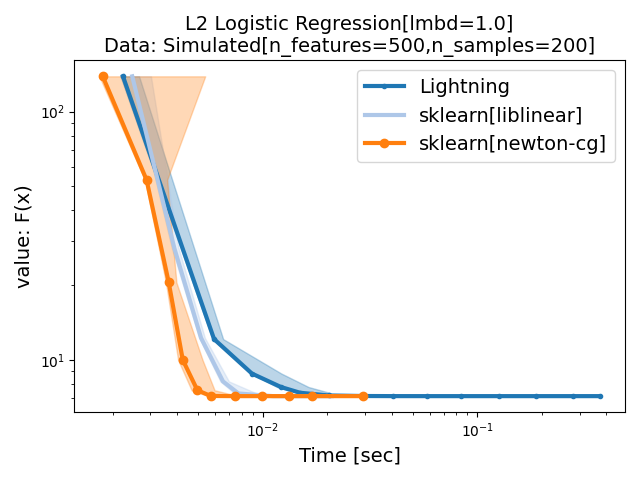 L2 Logistic Regression[lmbd=1.0]
Data: Simulated[n_features=500,n_samples=200]
Lightning
sklearn[liblinear]
sklearn[newton-cg]
value: F(x)
10²
10¹
10⁻²
10⁻¹
Time [sec]